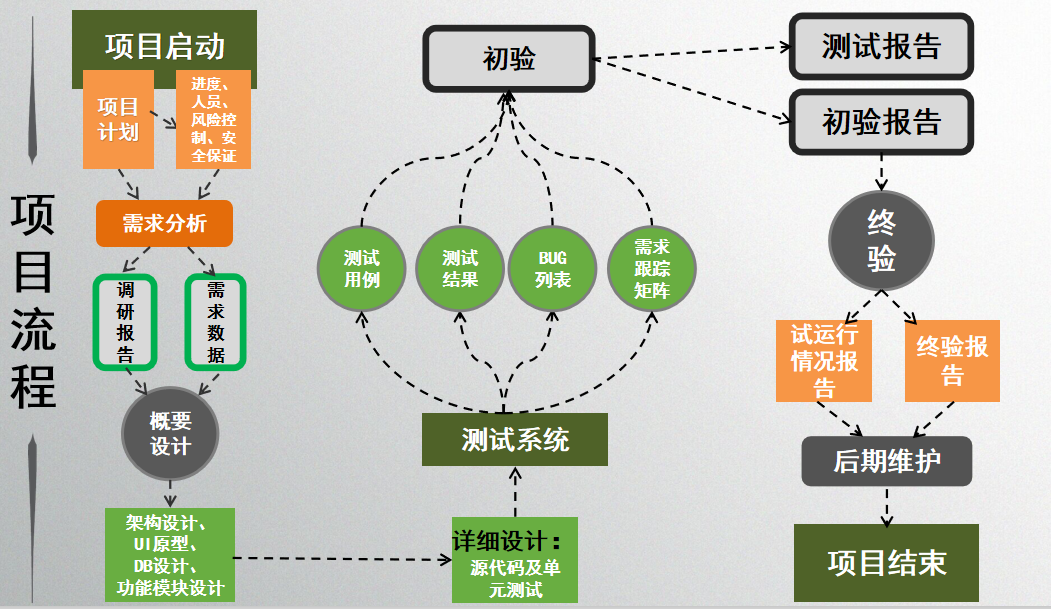 项目流程
项目启动
项目
计划
进度、
人员、
风险控
制、安
全保证
需求分析
调
研
报
告
需
求
数
据
概要
设计
架构设计、
UI原型、
DB设计、
功能模块设计
初验
测试
用例
测试
结果
BUG
列表
需求
跟踪
矩阵
测试系统
详细设计：
源代码及单
元测试
测试报告
初验报告
终
验
试运行
情况报
告
终验报
告
后期维护
项目结束